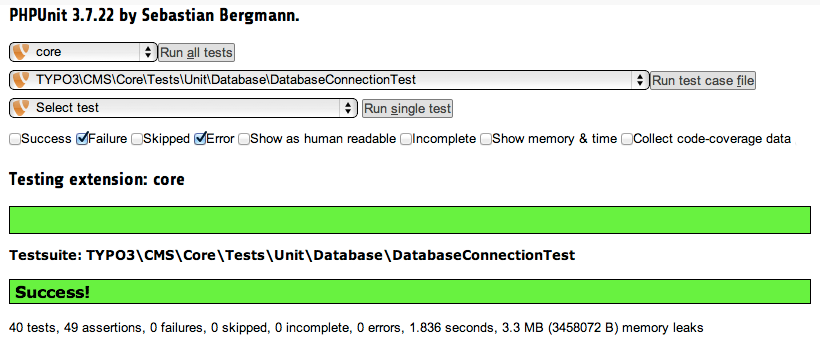 PHPUnit 3.7.22 by Sebastian Bergmann.
core Run all tests
TYPO3\CMS\Core\Tests\Unit\Database\DatabaseConnectionTest Run test case file
Select test Run single test
Success Failure Skipped Error Show as human readable Incomplete Show memory & time Collect code-coverage data
Testing extension: core
Testsuite: TYPO3\CMS\Core\Tests\Unit\Database\DatabaseConnectionTest
Success!
40 tests, 49 assertions, 0 failures, 0 skipped, 0 incomplete, 0 errors, 1.836 seconds, 3.3 MB (3458072 B) memory leaks